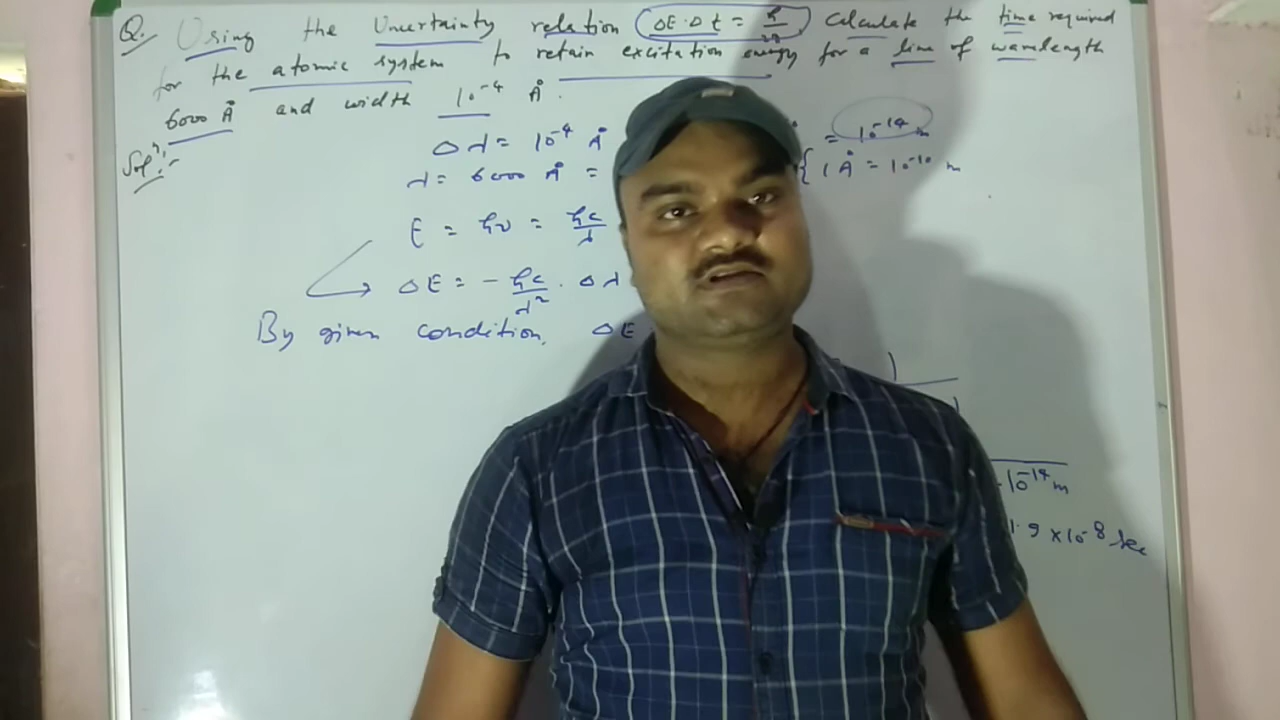 Q. Using the Uncertainty relation (ΔE·Δt = h/2π) Calculate the time required
for the atomic system to retain excitation energy for a line of wavelength
6000 Å and width 10⁻⁴ Å.
Solⁿ:- Δλ = 10⁻⁴ Å = 10⁻¹⁴ m
λ = 6000 Å = { 1 Å = 10⁻¹⁰ m
E = hν = hc/λ
ΔE = - hc/λ² · Δλ
By given condition, ΔE
10⁻¹⁴ m
1.9 × 10⁻⁸ sec